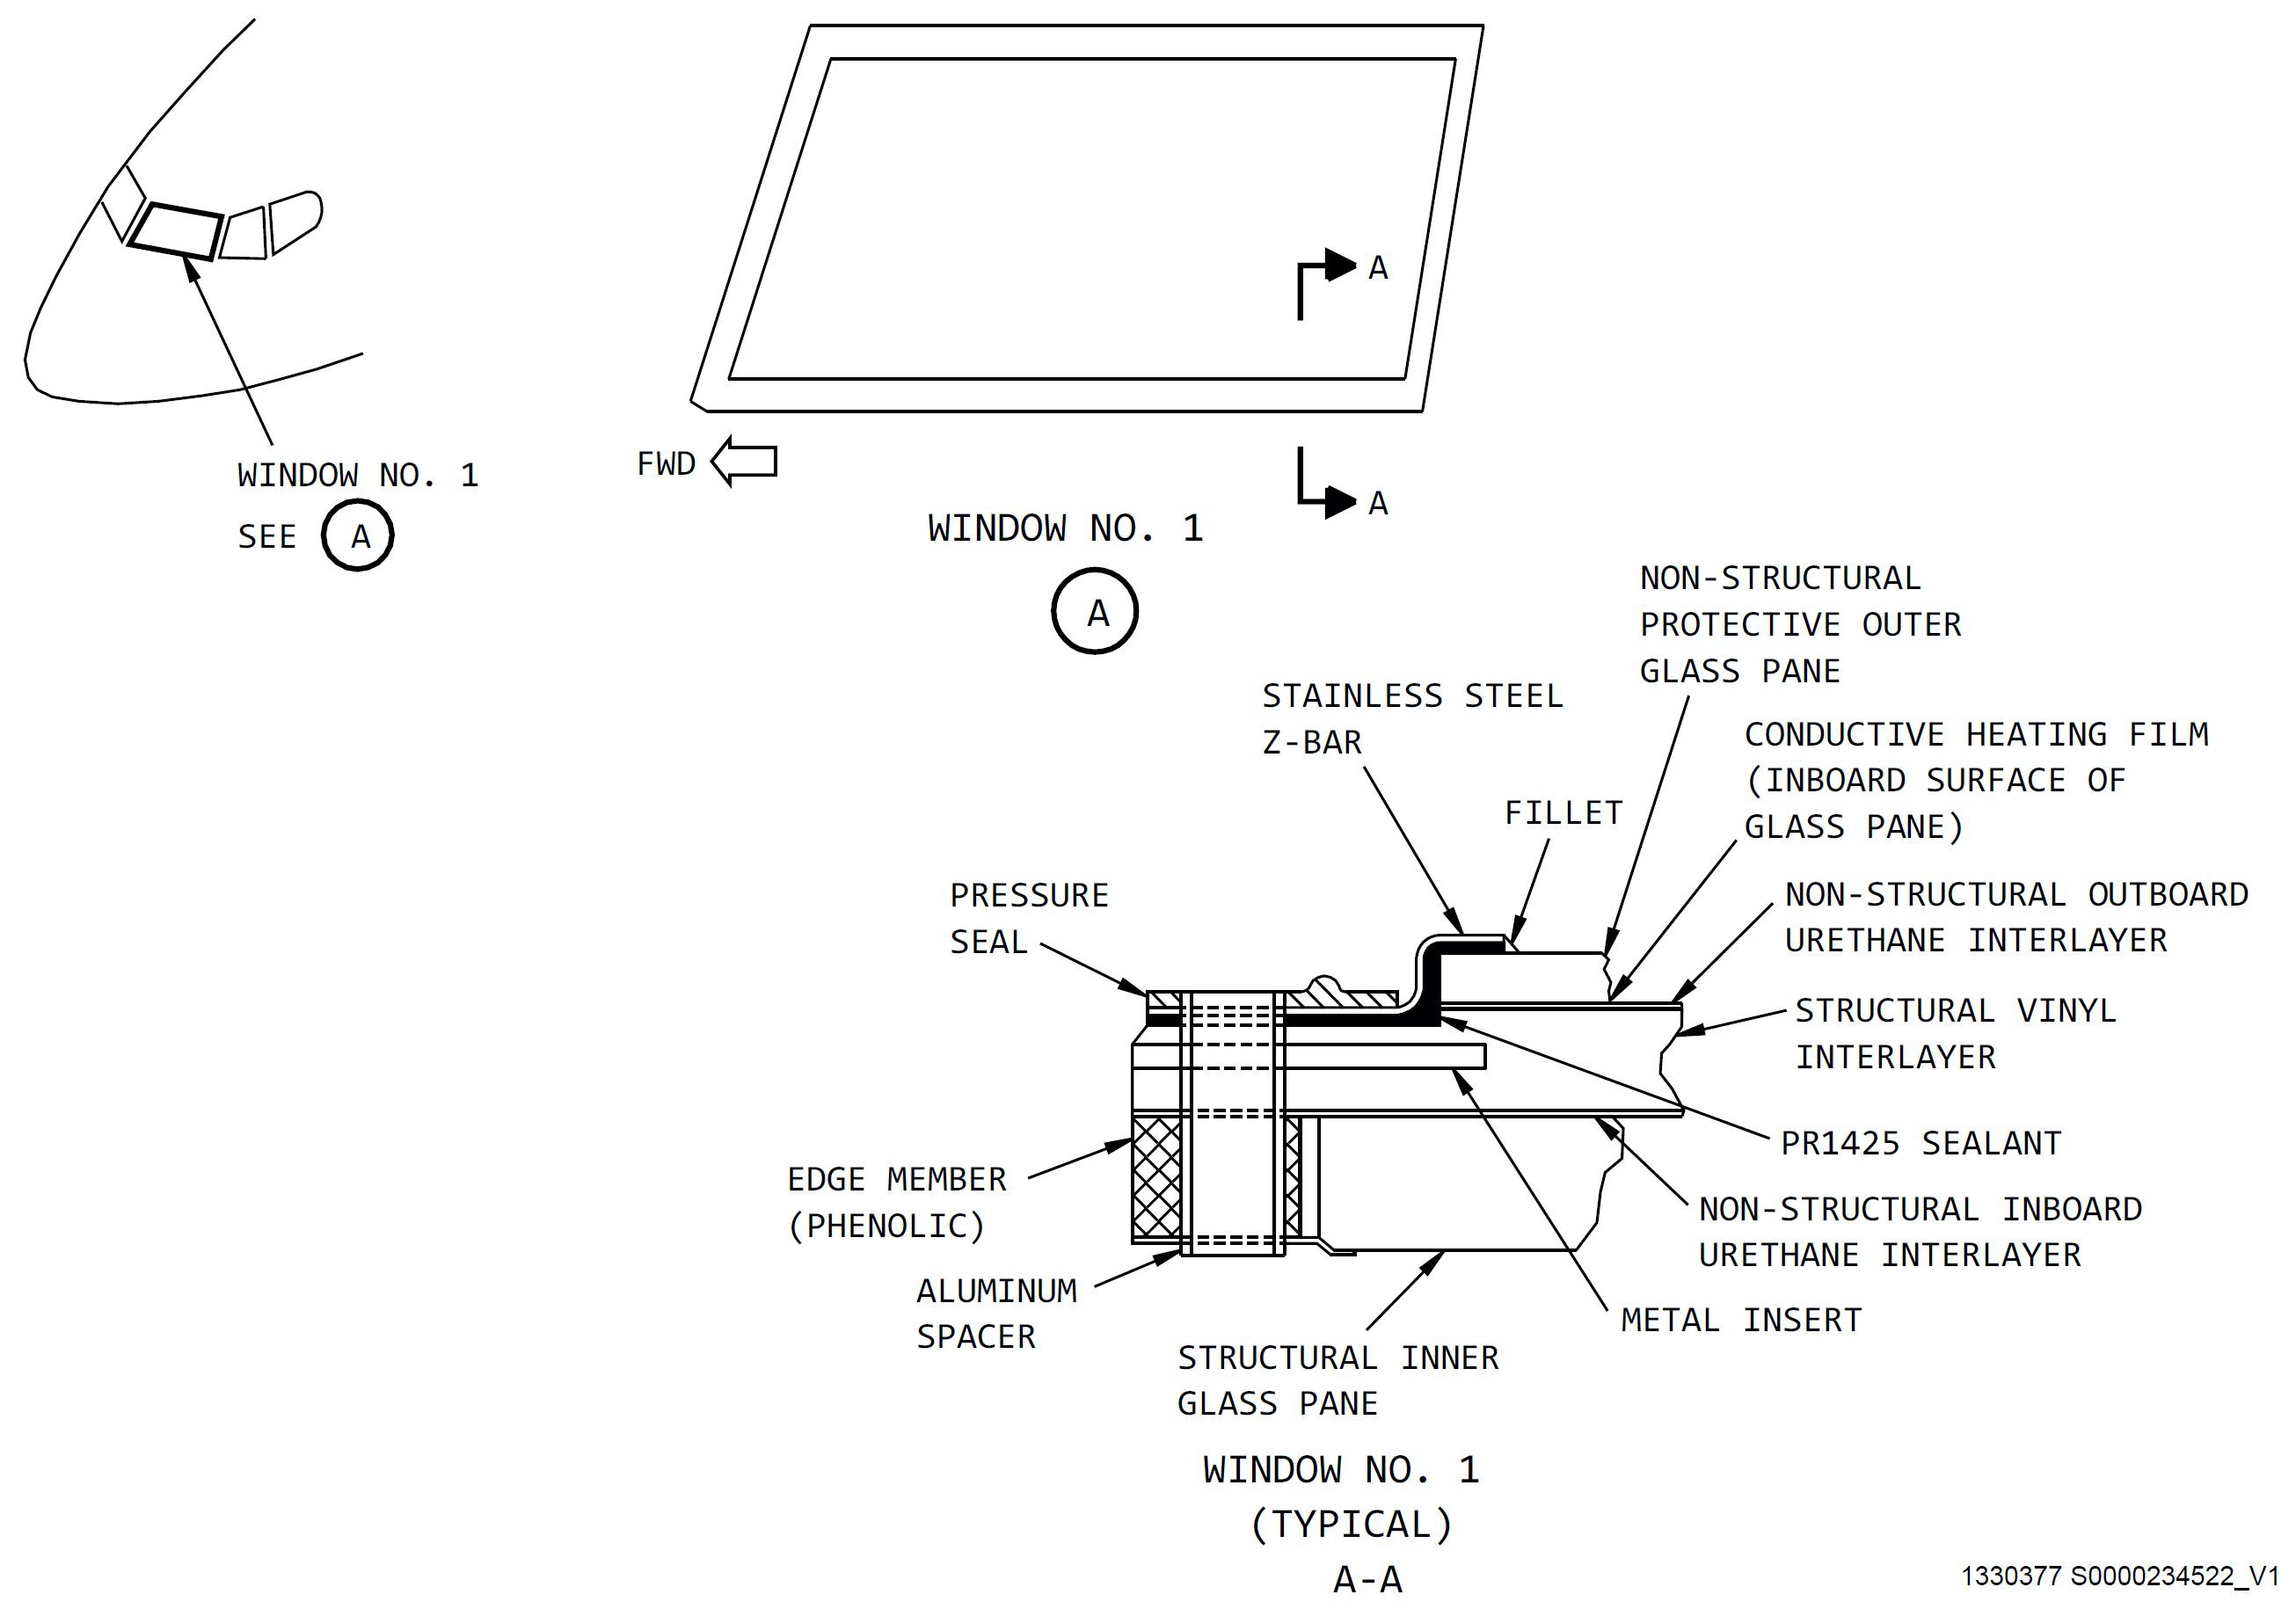 WINDOW NO. 1
SEE A
FWD
A
A
WINDOW NO. 1
A
NON-STRUCTURAL
PROTECTIVE OUTER
GLASS PANE
STAINLESS STEEL
Z-BAR
CONDUCTIVE HEATING FILM
(INBOARD SURFACE OF
GLASS PANE)
FILLET
PRESSURE
SEAL
NON-STRUCTURAL OUTBOARD
URETHANE INTERLAYER
STRUCTURAL VINYL
INTERLAYER
PR1425 SEALANT
EDGE MEMBER
(PHENOLIC)
NON-STRUCTURAL INBOARD
URETHANE INTERLAYER
ALUMINUM
SPACER
METAL INSERT
STRUCTURAL INNER
GLASS PANE
WINDOW NO. 1
(TYPICAL)
A-A
1330377 S0000234522_V1